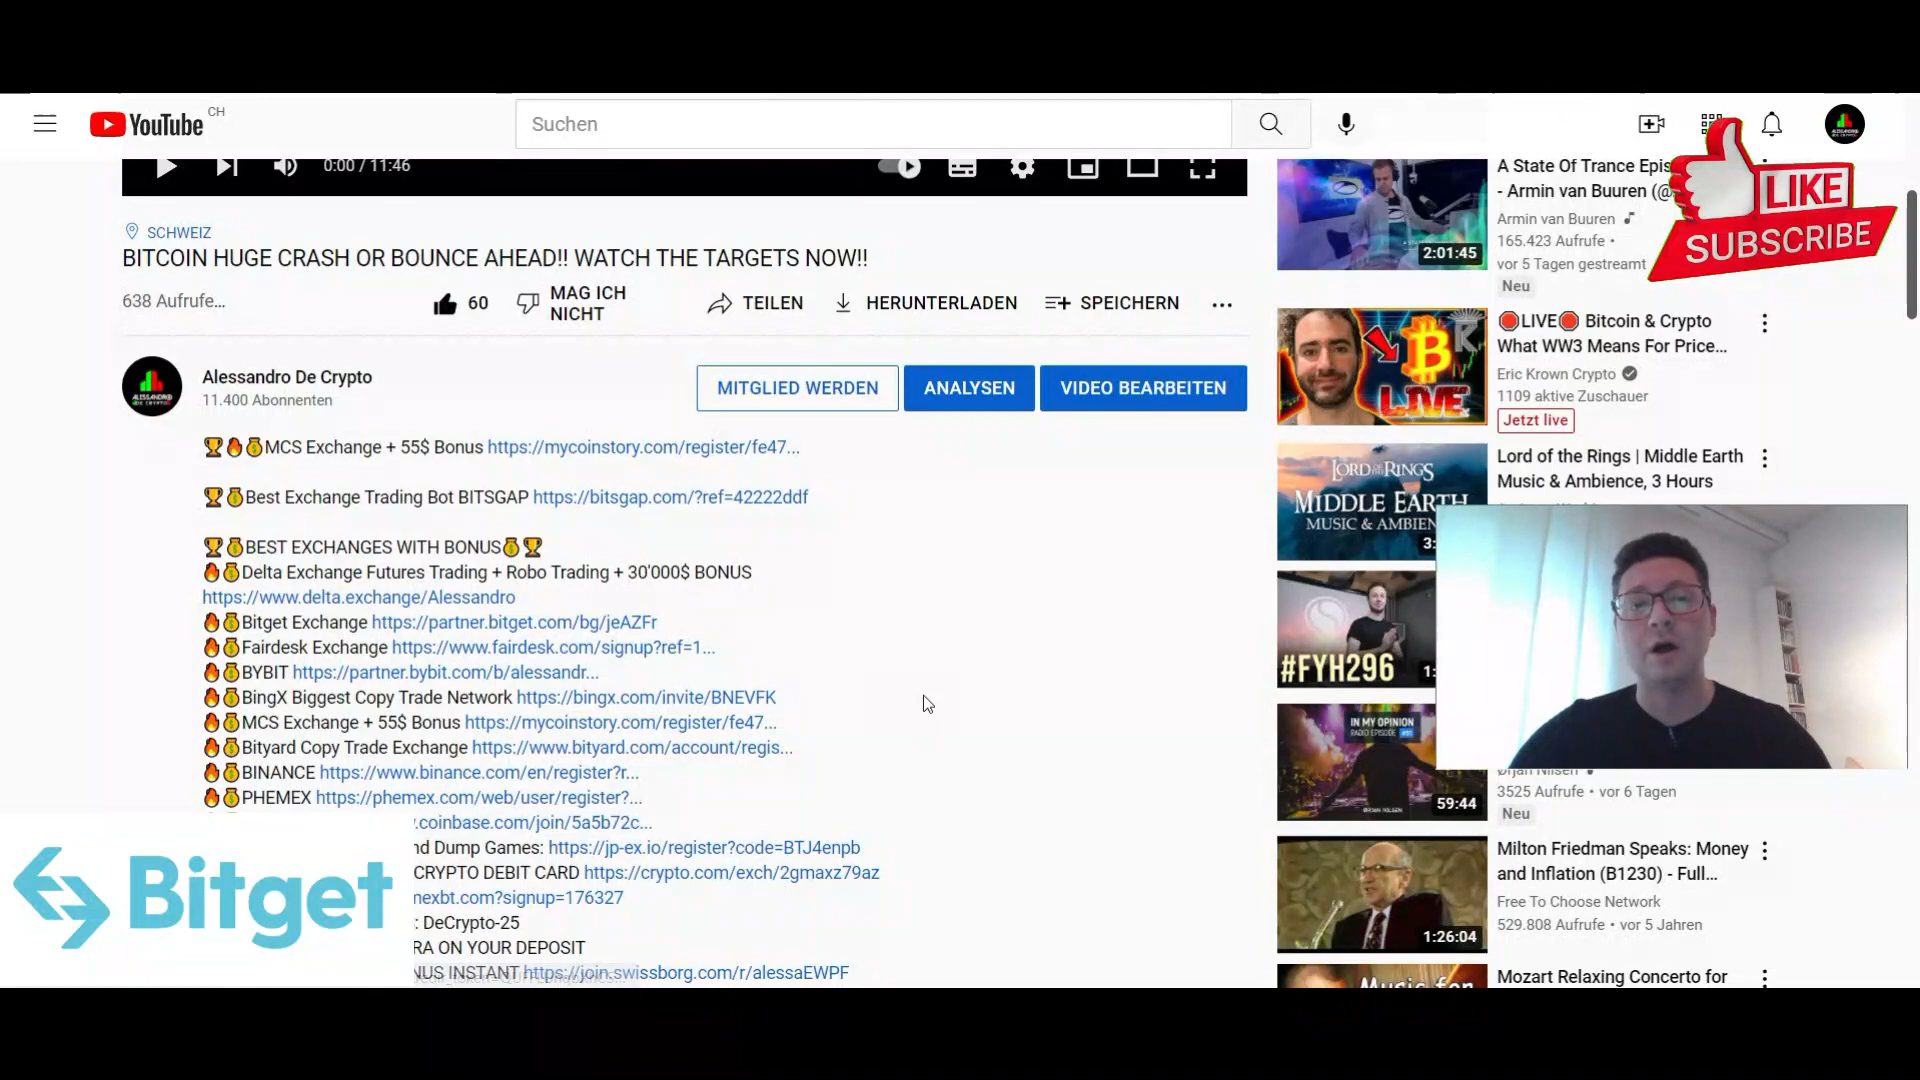 YouTube CH
Suchen
0:00 / 11:46
SCHWEIZ
BITCOIN HUGE CRASH OR BOUNCE AHEAD!! WATCH THE TARGETS NOW!!
638 Aufrufe...
60
MAG ICH
NICHT
TEILEN
HERUNTERLADEN
SPEICHERN
Alessandro De Crypto
11.400 Abonnenten
MITGLIED WERDEN
ANALYSEN
VIDEO BEARBEITEN
🏆🔥💰MCS Exchange + 55$ Bonus https://mycoinstory.com/register/fe47...
🏆💰Best Exchange Trading Bot BITSGAP https://bitsgap.com/?ref=42222ddf
🏆💰BEST EXCHANGES WITH BONUS💰🏆
🔥💰Delta Exchange Futures Trading + Robo Trading + 30'000$ BONUS
https://www.delta.exchange/Alessandro
🔥💰Bitget Exchange https://partner.bitget.com/bg/jeAZFr
🔥💰Fairdesk Exchange https://www.fairdesk.com/signup?ref=1...
🔥💰BYBIT https://partner.bybit.com/b/alessandr...
🔥💰BingX Biggest Copy Trade Network https://bingx.com/invite/BNEVFK
🔥💰MCS Exchange + 55$ Bonus https://mycoinstory.com/register/fe47...
🔥💰Bityard Copy Trade Exchange https://www.bityard.com/account/regis...
🔥💰BINANCE https://www.binance.com/en/register?r...
🔥💰PHEMEX https://phemex.com/web/user/register?...
.coinbase.com/join/5a5b72c...
nd Dump Games: https://jp-ex.io/register?code=BTJ4enpb
CRYPTO DEBIT CARD https://crypto.com/exch/2gmaxz79az
nexbt.com?signup=176327
: DeCrypto-25
RA ON YOUR DEPOSIT
NUS INSTANT https://join.swissborg.com/r/alessaEWPF
Bitget
2:01:45
A State Of Trance Epis
- Armin van Buuren (@
Armin van Buuren
165.423 Aufrufe •
vor 5 Tagen gestreamt
Neu
LIKE
SUBSCRIBE
LIVE
🛑LIVE🛑 Bitcoin & Crypto
What WW3 Means For Price...
Eric Krown Crypto
1109 aktive Zuschauer
Jetzt live
LORD OF THE RINGS
MIDDLE EARTH
MUSIC & AMBIEN
3:
Lord of the Rings | Middle Earth
Music & Ambience, 3 Hours
#FYH296
1:
IN MY OPINION
RADIO EPISODE
59:44
Ørjan Nilsen
3525 Aufrufe • vor 6 Tagen
Neu
1:26:04
Milton Friedman Speaks: Money
and Inflation (B1230) - Full...
Free To Choose Network
529.808 Aufrufe • vor 5 Jahren
Music for
Mozart Relaxing Concerto for